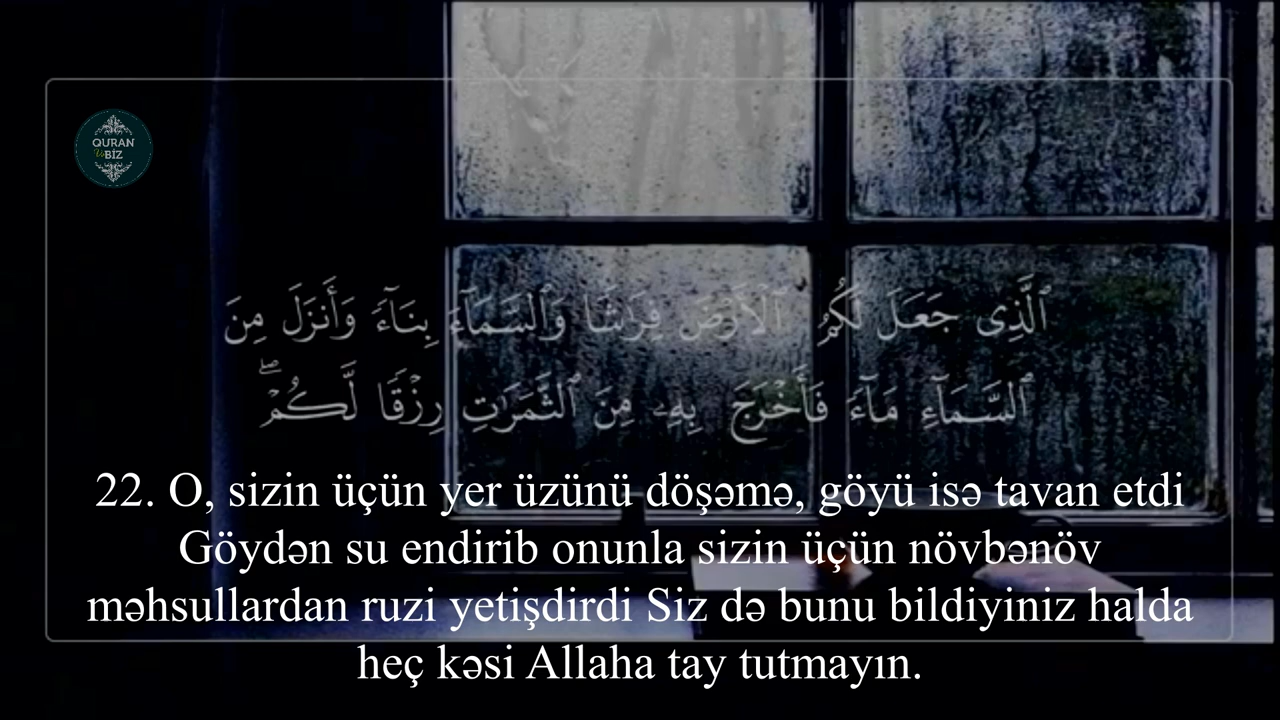 QURAN
Və BİZ
ٱلَّذِى جَعَلَ لَكُمُ ٱلْأَرْضَ فِرَٰشًا وَٱلسَّمَآءَ بِنَآءً وَأَنزَلَ مِنَ
ٱلسَّمَآءِ مَآءً فَأَخْرَجَ بِهِۦ مِنَ ٱلثَّمَرَٰتِ رِزْقًا لَّكُمْ ۖ
22. O, sizin üçün yer üzünü döşəmə, göyü isə tavan etdi
Göydən su endirib onunla sizin üçün növbənöv
məhsullardan ruzi yetişdirdi Siz də bunu bildiyiniz halda
heç kəsi Allaha tay tutmayın.